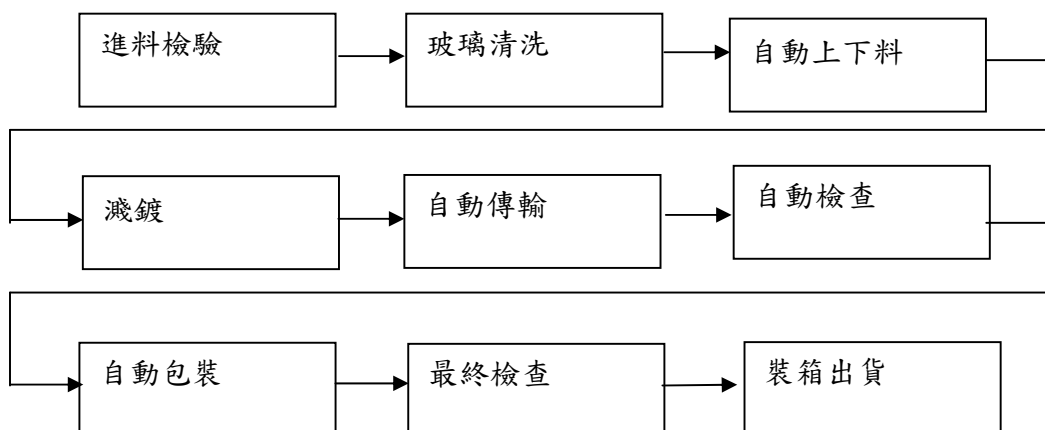 進料檢驗
玻璃清洗
自動上下料
濺鍍
自動傳輸
自動檢查
自動包裝
最終檢查
裝箱出貨